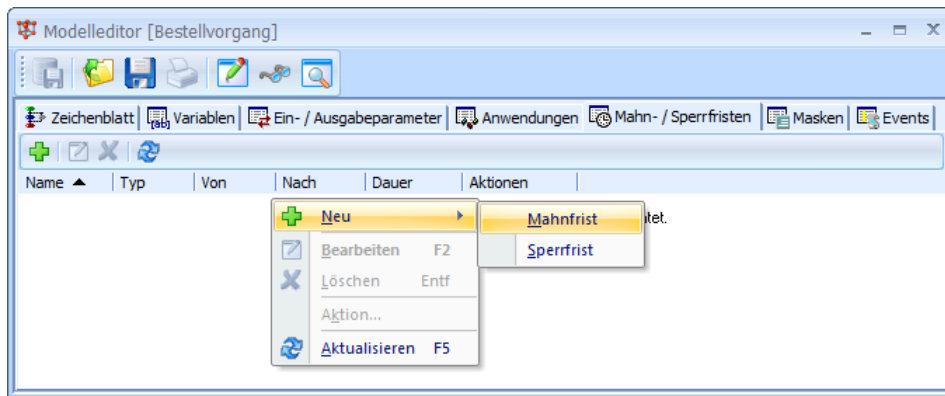 Modelleditor [Bestellvorgang]
Zeichenblatt Variablen Ein- / Ausgabeparameter Anwendungen Mahn- / Sperrfristen Masken Events
Name Typ Von Nach Dauer Aktionen
Neu Mahnfrist
Bearbeiten F2 Sperrfrist
Löschen Entf
Aktion...
Aktualisieren F5